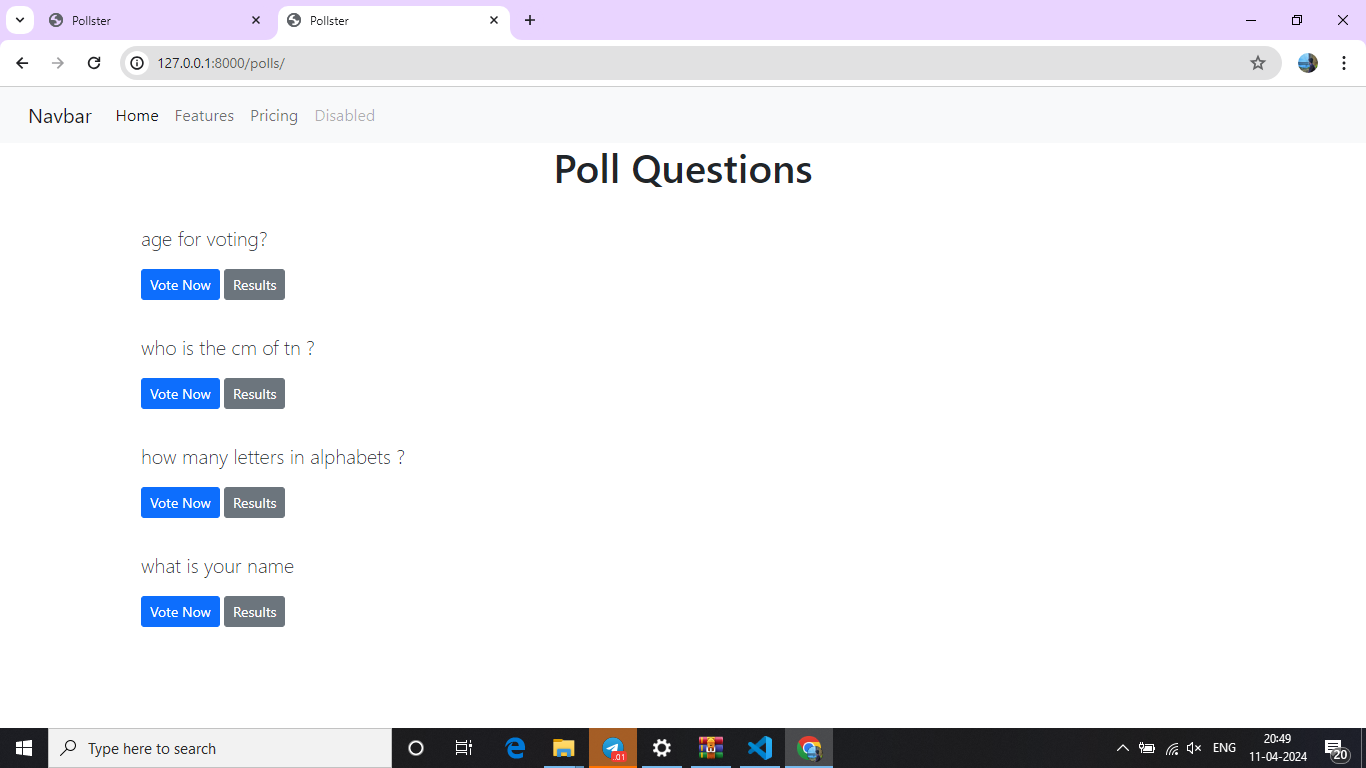 Pollster
Pollster
127.0.0.1:8000/polls/
Navbar Home Features Pricing Disabled
Poll Questions
age for voting?
Vote Now Results
who is the cm of tn ?
Vote Now Results
how many letters in alphabets ?
Vote Now Results
what is your name
Vote Now Results
Type here to search
.01
ENG
20:49
11-04-2024
20